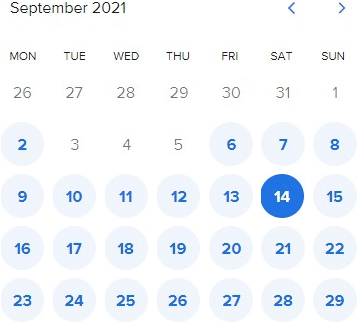 September 2021
MON TUE WED THU FRI SAT SUN
26 27 28 29 30 31 1
2 3 4 5 6 7 8
9 10 11 12 13 14 15
16 17 18 19 20 21 22
23 24 25 26 27 28 29